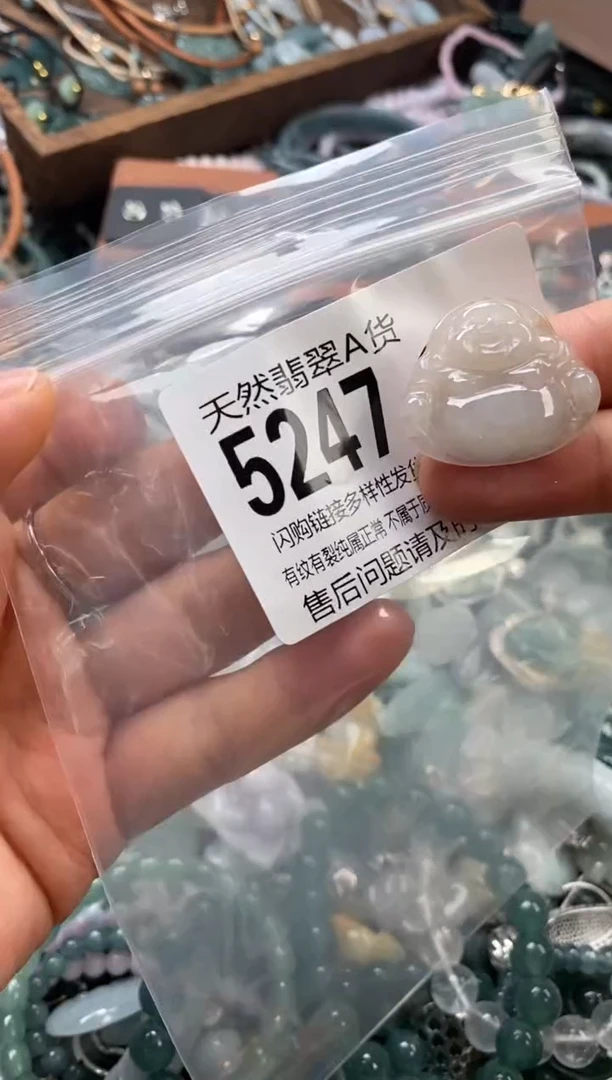 天然翡翠A货
5247
闪购链接多样性发
有纹有裂纯属正常 不属于
售后问题请及